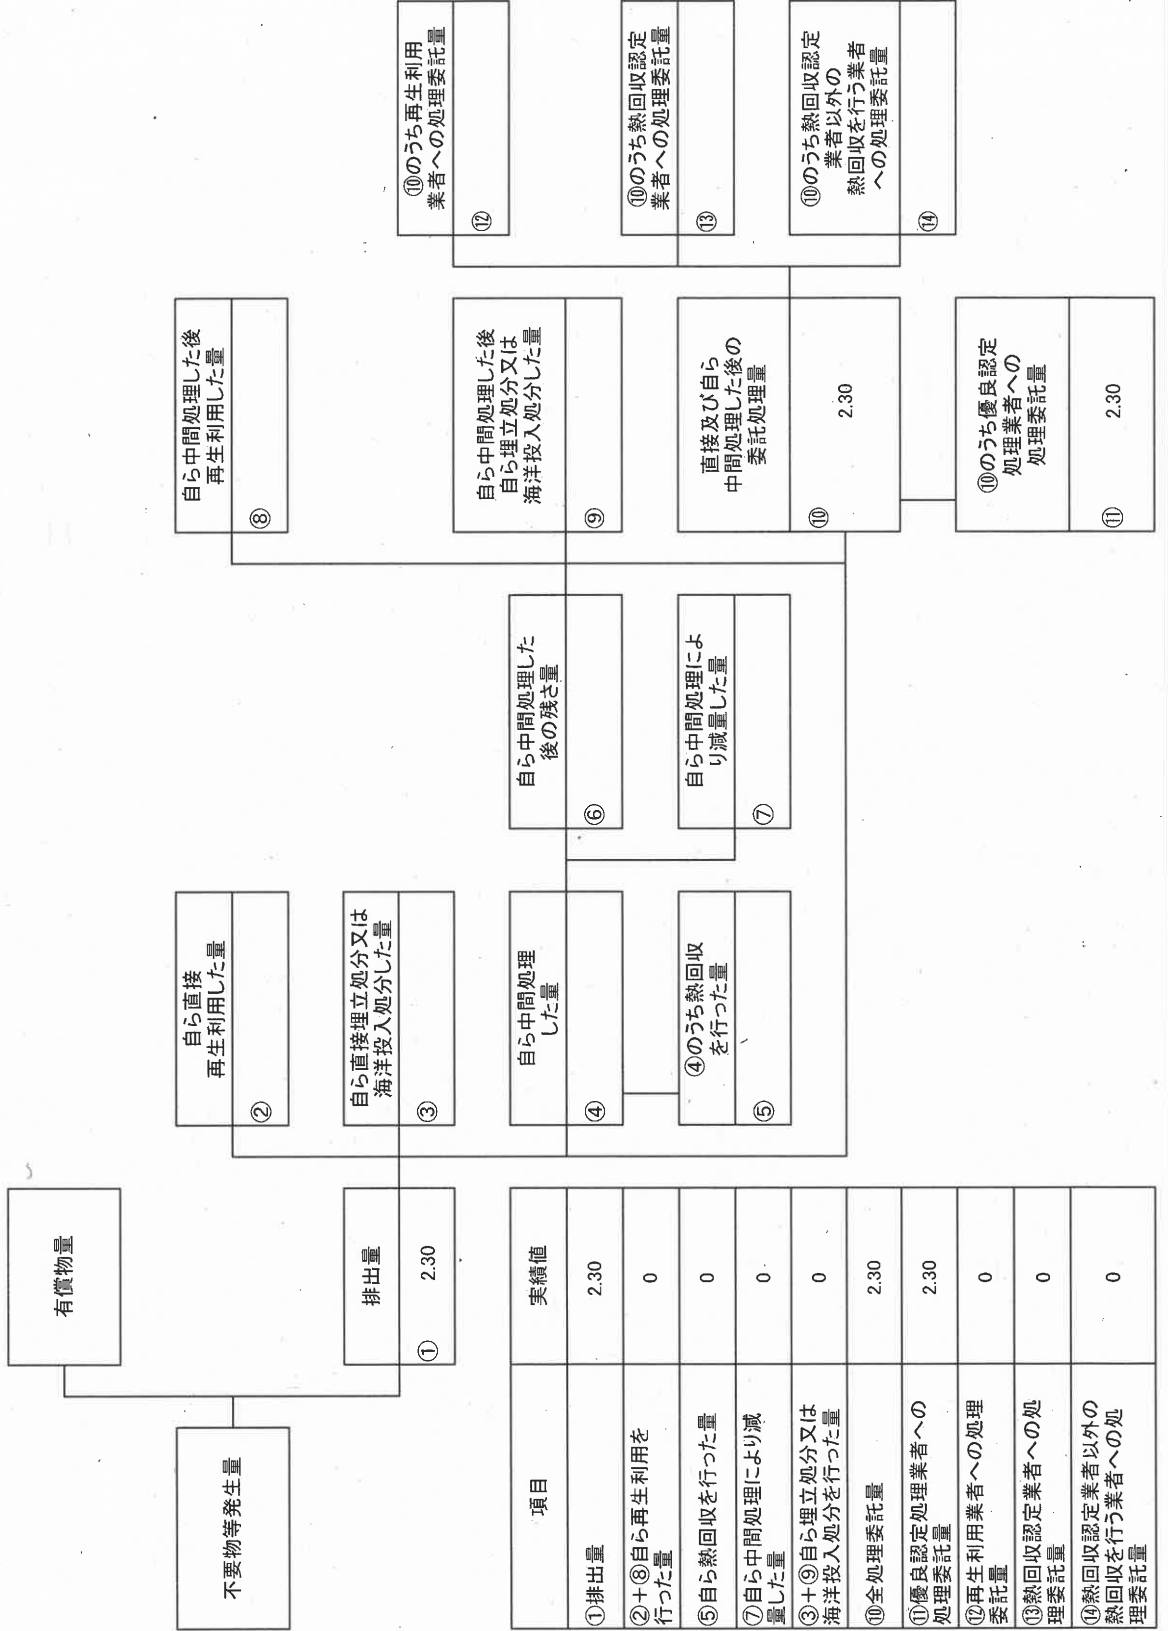 不要物等発生量
有償物量
排出量
① 2.30
自ら直接
再生利用した量
②
自ら直接埋立処分又は
海洋投入処分した量
③
自ら中間処理
した量
④
④のうち熱回収
を行った量
⑤
自ら中間処理した
後の残さ量
⑥
自ら中間処理によ
り減量した量
⑦
自ら中間処理した後
再生利用した量
⑧
自ら中間処理した後
自ら埋立処分又は
海洋投入処分した量
⑨
直接及び自ら
中間処理した後の
委託処理量
⑩ 2.30
⑩のうち優良認定
処理業者への
処理委託量
⑪ 2.30
⑩のうち再生利用
業者への処理委託量
⑫
⑩のうち熱回収認定
業者への処理委託量
⑬
⑩のうち熱回収認定
業者以外の
熱回収を行う業者
への処理委託量
⑭
項目 実績値
①排出量 2.30
②+⑧自ら再生利用を
行った量 0
⑤自ら熱回収を行った量 0
⑦自ら中間処理により減
量した量 0
③+⑨自ら埋立処分又は
海洋投入処分を行った量 0
⑩全処理委託量 2.30
⑪優良認定処理業者への
処理委託量 2.30
⑫再生利用業者への処理
委託量 0
⑬熱回収認定業者への処
理委託量 0
⑭熱回収認定業者以外の
熱回収を行う業者への処
理委託量 0